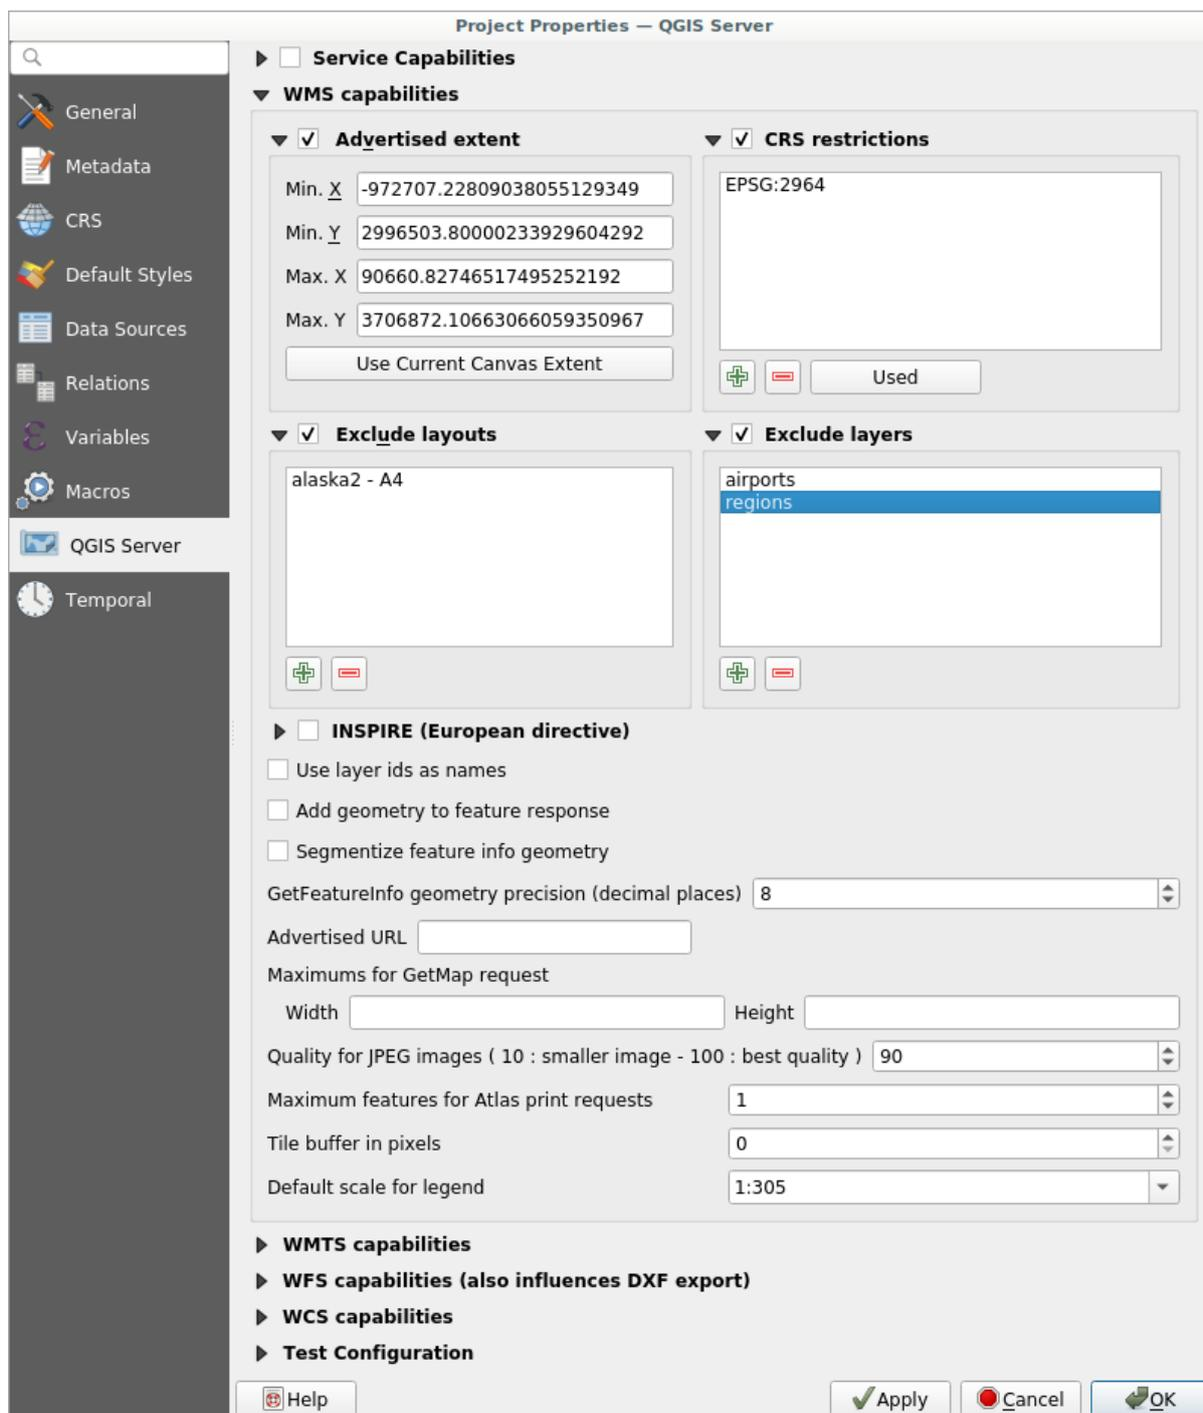 Project Properties — QGIS Server
General
Metadata
CRS
Default Styles
Data Sources
Relations
Variables
Macros
QGIS Server
Temporal
Service Capabilities
WMS capabilities
Advertised extent
Min. X -972707.22809038055129349
Min. Y 2996503.80000233929604292
Max. X 90660.82746517495252192
Max. Y 3706872.10663066059350967
Use Current Canvas Extent
CRS restrictions
EPSG:2964
Used
Exclude layouts
alaska2 - A4
Exclude layers
airports
regions
INSPIRE (European directive)
Use layer ids as names
Add geometry to feature response
Segmentize feature info geometry
GetFeatureInfo geometry precision (decimal places) 8
Advertised URL
Maximums for GetMap request
Width Height
Quality for JPEG images ( 10 : smaller image - 100 : best quality ) 90
Maximum features for Atlas print requests 1
Tile buffer in pixels 0
Default scale for legend 1:305
WMTS capabilities
WFS capabilities (also influences DXF export)
WCS capabilities
Test Configuration
Help Apply Cancel OK